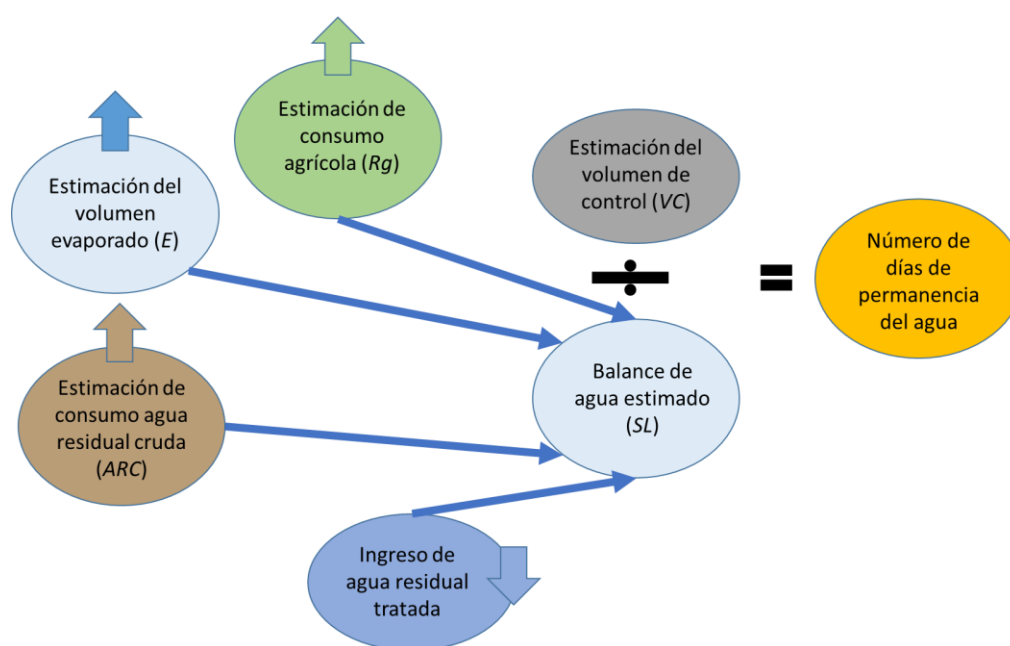 Estimación de
consumo
agrícola (Rg)
Estimación del
volumen
evaporado (E)
Estimación del
volumen de
control (VC)
Número de
días de
permanencia
del agua
Estimación de
consumo agua
residual cruda
(ARC)
Balance de
agua estimado
(SL)
Ingreso de
agua residual
tratada